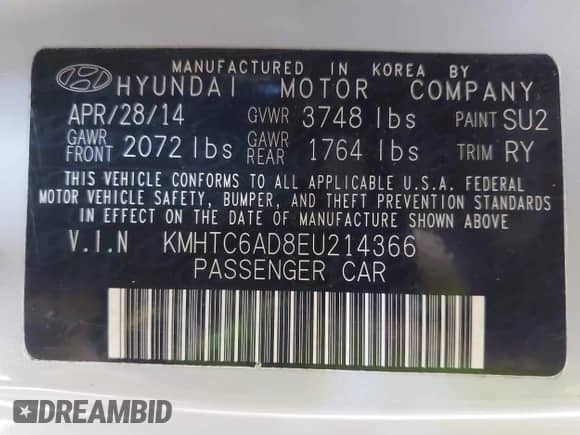 MANUFACTURED IN KOREA BY
HYUNDAI MOTOR COMPANY
APR/28/14 GVWR 3748 lbs PAINT SU2
GAWR FRONT 2072 lbs GAWR REAR 1764 lbs TRIM RY
THIS VEHICLE CONFORMS TO ALL APPLICABLE U.S.A. FEDERAL
MOTOR VEHICLE SAFETY, BUMPER, AND THEFT PREVENTION STANDARDS
IN EFFECT ON THE DATE OF MANUFACTURE SHOWN ABOVE.
V.I.N KMHTC6AD8EU214366
PASSENGER CAR
DREAMBID